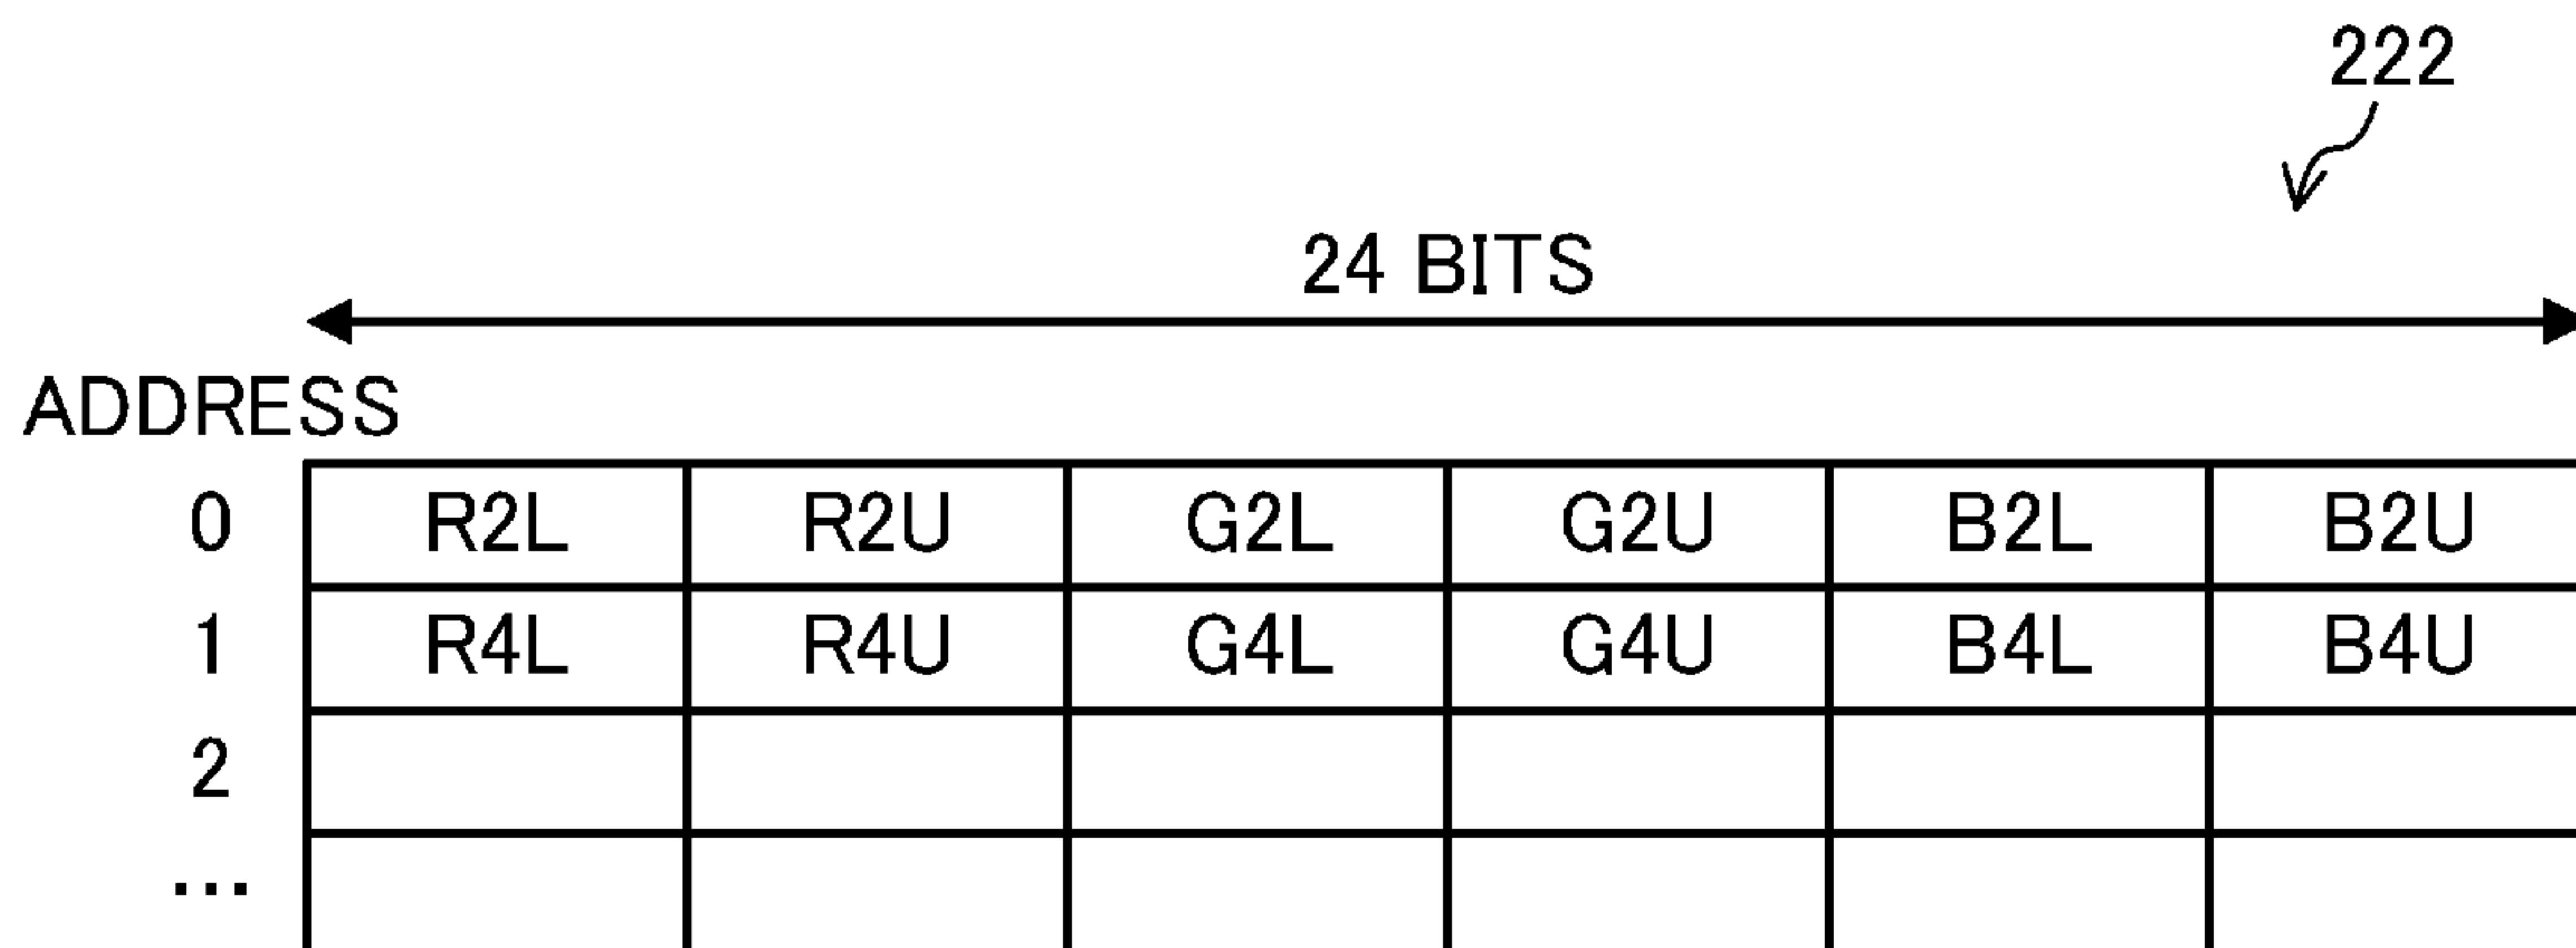 222
24 BITS
ADDRESS
0 R2L R2U G2L G2U B2L B2U
1 R4L R4U G4L G4U B4L B4U
2
...